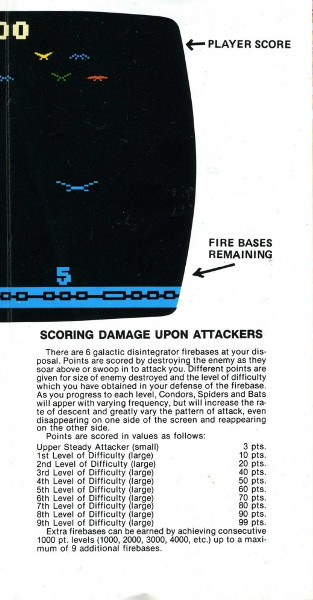 00
PLAYER SCORE
FIRE BASES
REMAINING
5
SCORING DAMAGE UPON ATTACKERS
There are 6 galactic disintegrator firebases at your dis-
posal. Points are scored by destroying the enemy as they
soar above or swoop in to attack you. Different points are
given for size of enemy destroyed and the level of difficulty
which you have obtained in your defense of the firebase.
As you progress to each level, Condors, Spiders and Bats
will apper with varying frequency, but will increase the ra-
te of descent and greatly vary the pattern of attack, even
disappearing on one side of the screen and reappearing
on the other side.
Points are scored in values as follows:
Upper Steady Attacker (small) 3 pts.
1st Level of Difficulty (large) 10 pts.
2nd Level of Difficulty (large) 20 pts.
3rd Level of Difficulty (large) 40 pts.
4th Level of Difficulty (large) 50 pts.
5th Level of Difficulty (large) 60 pts.
6th Level of Difficulty (large) 70 pts.
7th Level of Difficulty (large) 80 pts.
8th Level of Difficulty (large) 90 pts.
9th Level of Difficulty (large) 99 pts.
Extra firebases can be earned by achieving consecutive
1000 pt. levels (1000, 2000, 3000, 4000, etc.) up to a maxi-
mum of 9 additional firebases.